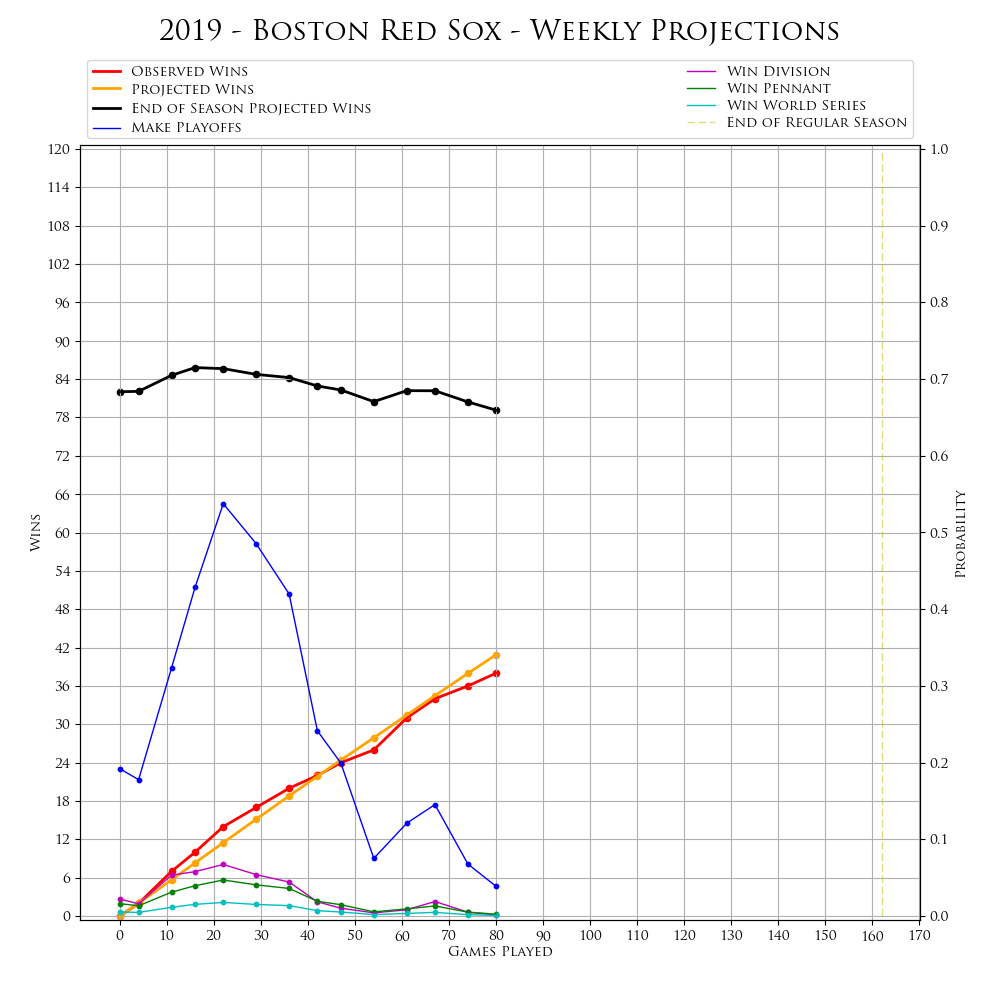 2019 - Boston Red Sox - Weekly Projections
Observed Wins
Projected Wins
End of Season Projected Wins
Make Playoffs
Win Division
Win Pennant
Win World Series
End of Regular Season
120
114
108
102
96
90
84
78
72
66
60
54
48
42
36
30
24
18
12
6
0
Wins
1.0
0.9
0.8
0.7
0.6
0.5
0.4
0.3
0.2
0.1
0.0
Probability
0 10 20 30 40 50 60 70 80 90 100 110 120 130 140 150 160 170
Games Played